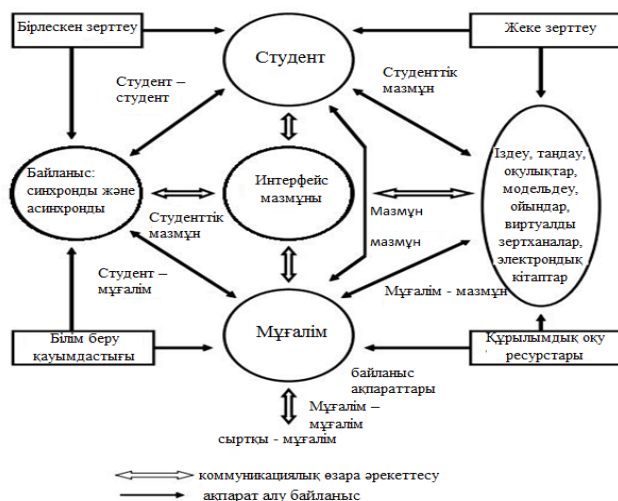 Бірлескен зерттеу
Жеке зерттеу
Студент
Студент –
студент
Студенттік
мазмұн
Байланыс:
синхронды және
асинхронды
Интерфейс
мазмұны
Іздеу, таңдау,
оқулықтар,
модельдеу,
ойындар,
виртуалды
зертханалар,
электрондық
кітаптар
Студенттік
мазмұн
Мазмұн
мазмұн
Студент –
мұғалім
Мұғалім - мазмұн
Мұғалім
Білім беру
қауымдастығы
Құрылымдық оқу
ресурстары
байланыс
ақпараттары
Мұғалім –
мұғалім
сыртқы - мұғалім
коммуникациялық өзара әрекеттесу
ақпарат алу байланыс